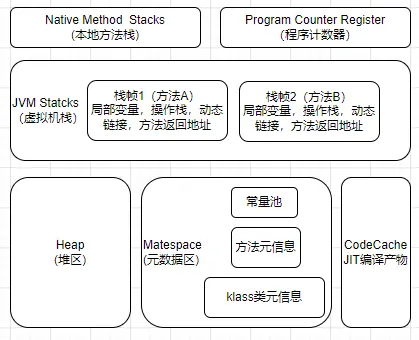 Native Method Stacks
(本地方法栈)
Program Counter Register
(程序计数器)
JVM Statcks
(虚拟机栈)
栈帧1（方法A）
局部变量，操作栈，动态
链接，方法返回地址
栈帧2（方法B）
局部变量，操作栈，动态
链接，方法返回地址
Heap
(堆区)
Matespace
(元数据区)
常量池
方法元信息
klass类元信息
CodeCache
JIT编译产物